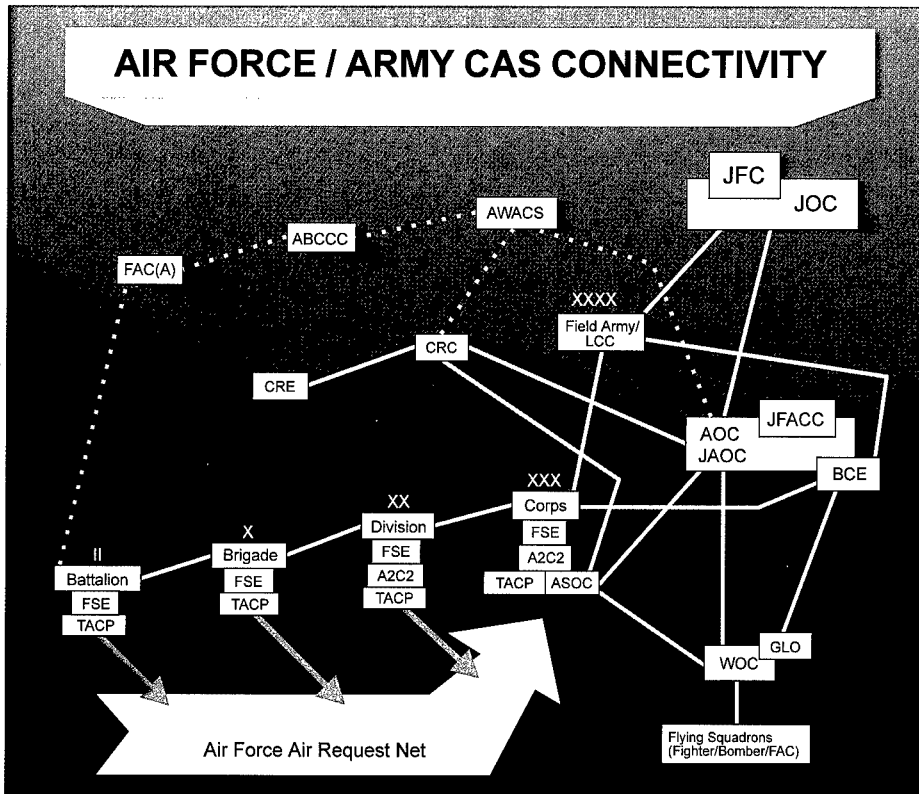 AIR FORCE / ARMY CAS CONNECTIVITY
JFC
JOC
AWACS
ABCCC
FAC(A)
XXXX
Field Army/
LCC
CRC
CRE
JFACC
AOC
JAOC
BCE
XXX
Corps
FSE
A2C2
TACP
ASOC
XX
Division
FSE
A2C2
TACP
X
Brigade
FSE
TACP
II
Battalion
FSE
TACP
GLO
WOC
Flying Squadrons
(Fighter/Bomber/FAC)
Air Force Air Request Net